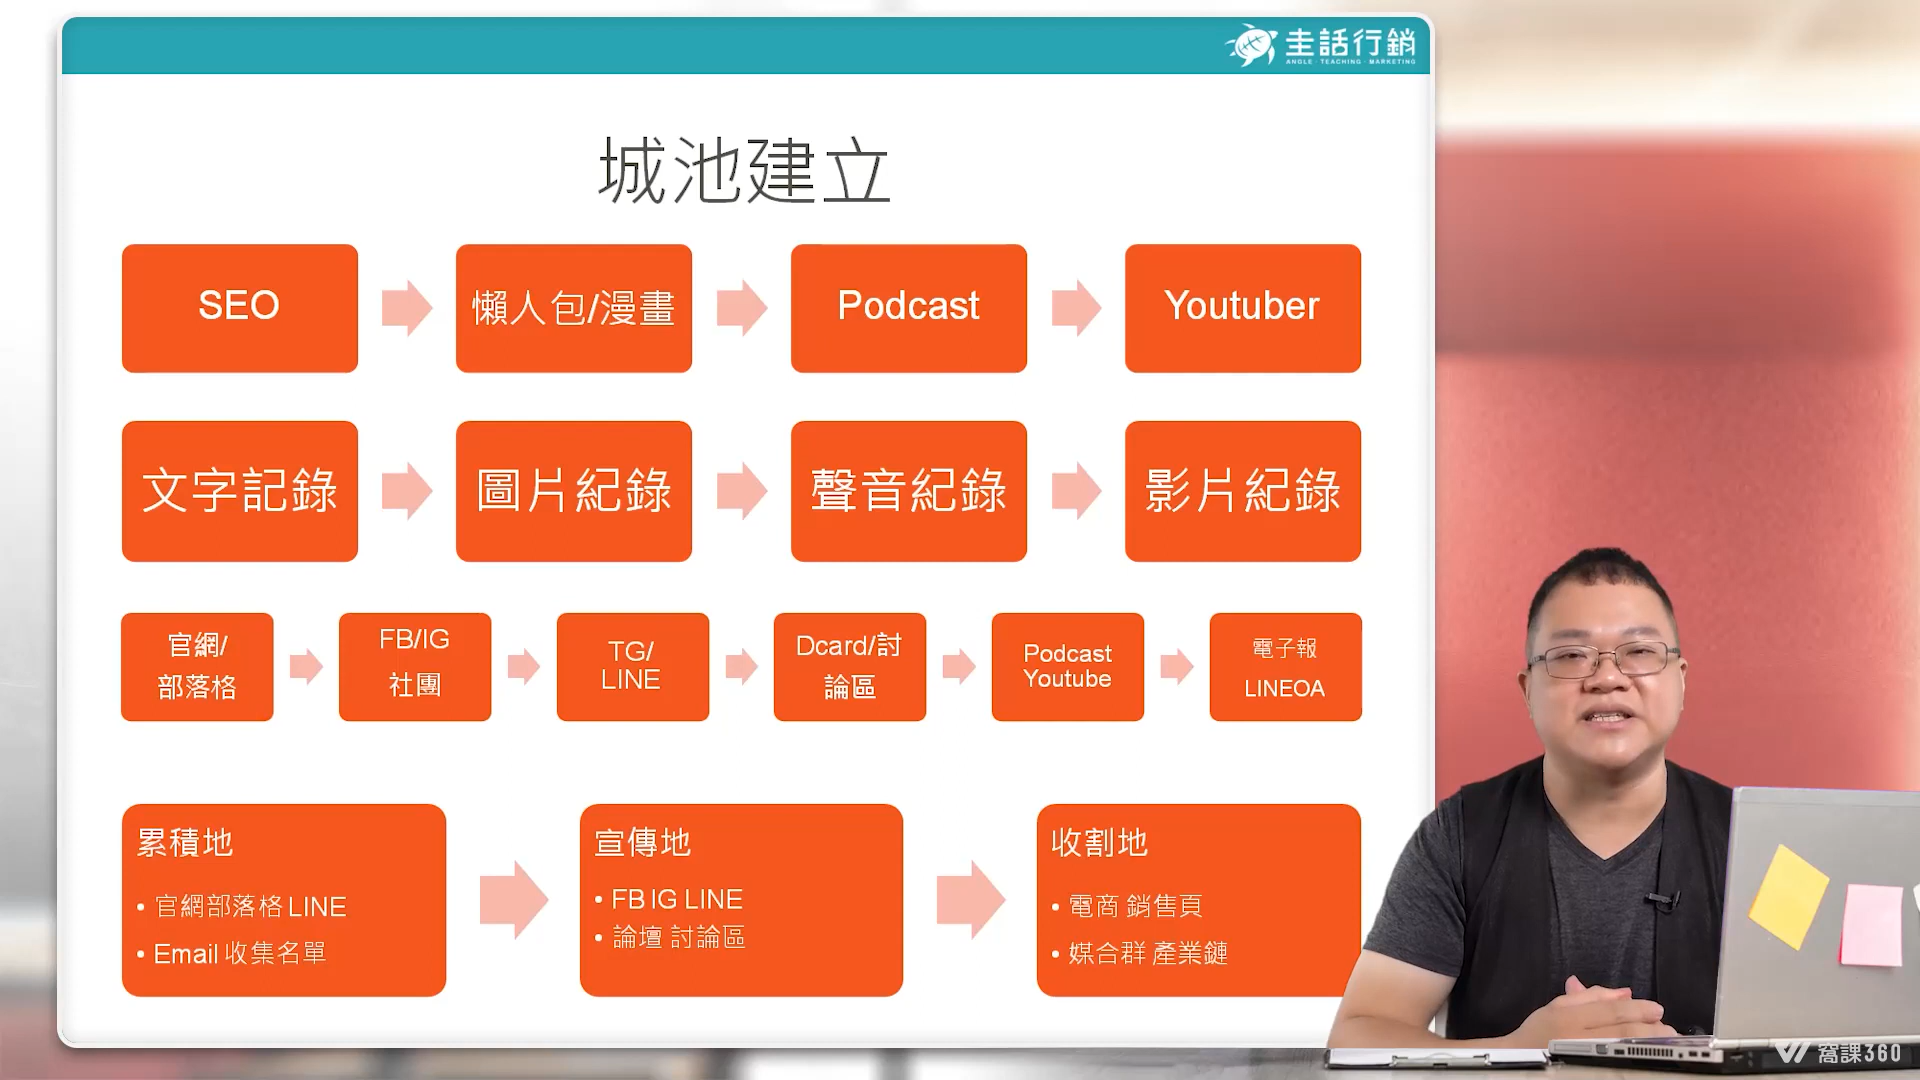 圭話行銷
ANGLE · TEACHING · MARKETING
城池建立
SEO
懶人包/漫畫
Podcast
Youtuber
文字記錄
圖片紀錄
聲音紀錄
影片紀錄
官網/
部落格
FB/IG
社團
TG/
LINE
Dcard/討
論區
Podcast
Youtube
電子報
LINEOA
累積地
• 官網部落格 LINE
• Email 收集名單
宣傳地
• FB IG LINE
• 論壇 討論區
收割地
• 電商 銷售頁
• 媒合群 產業鏈
窩課360